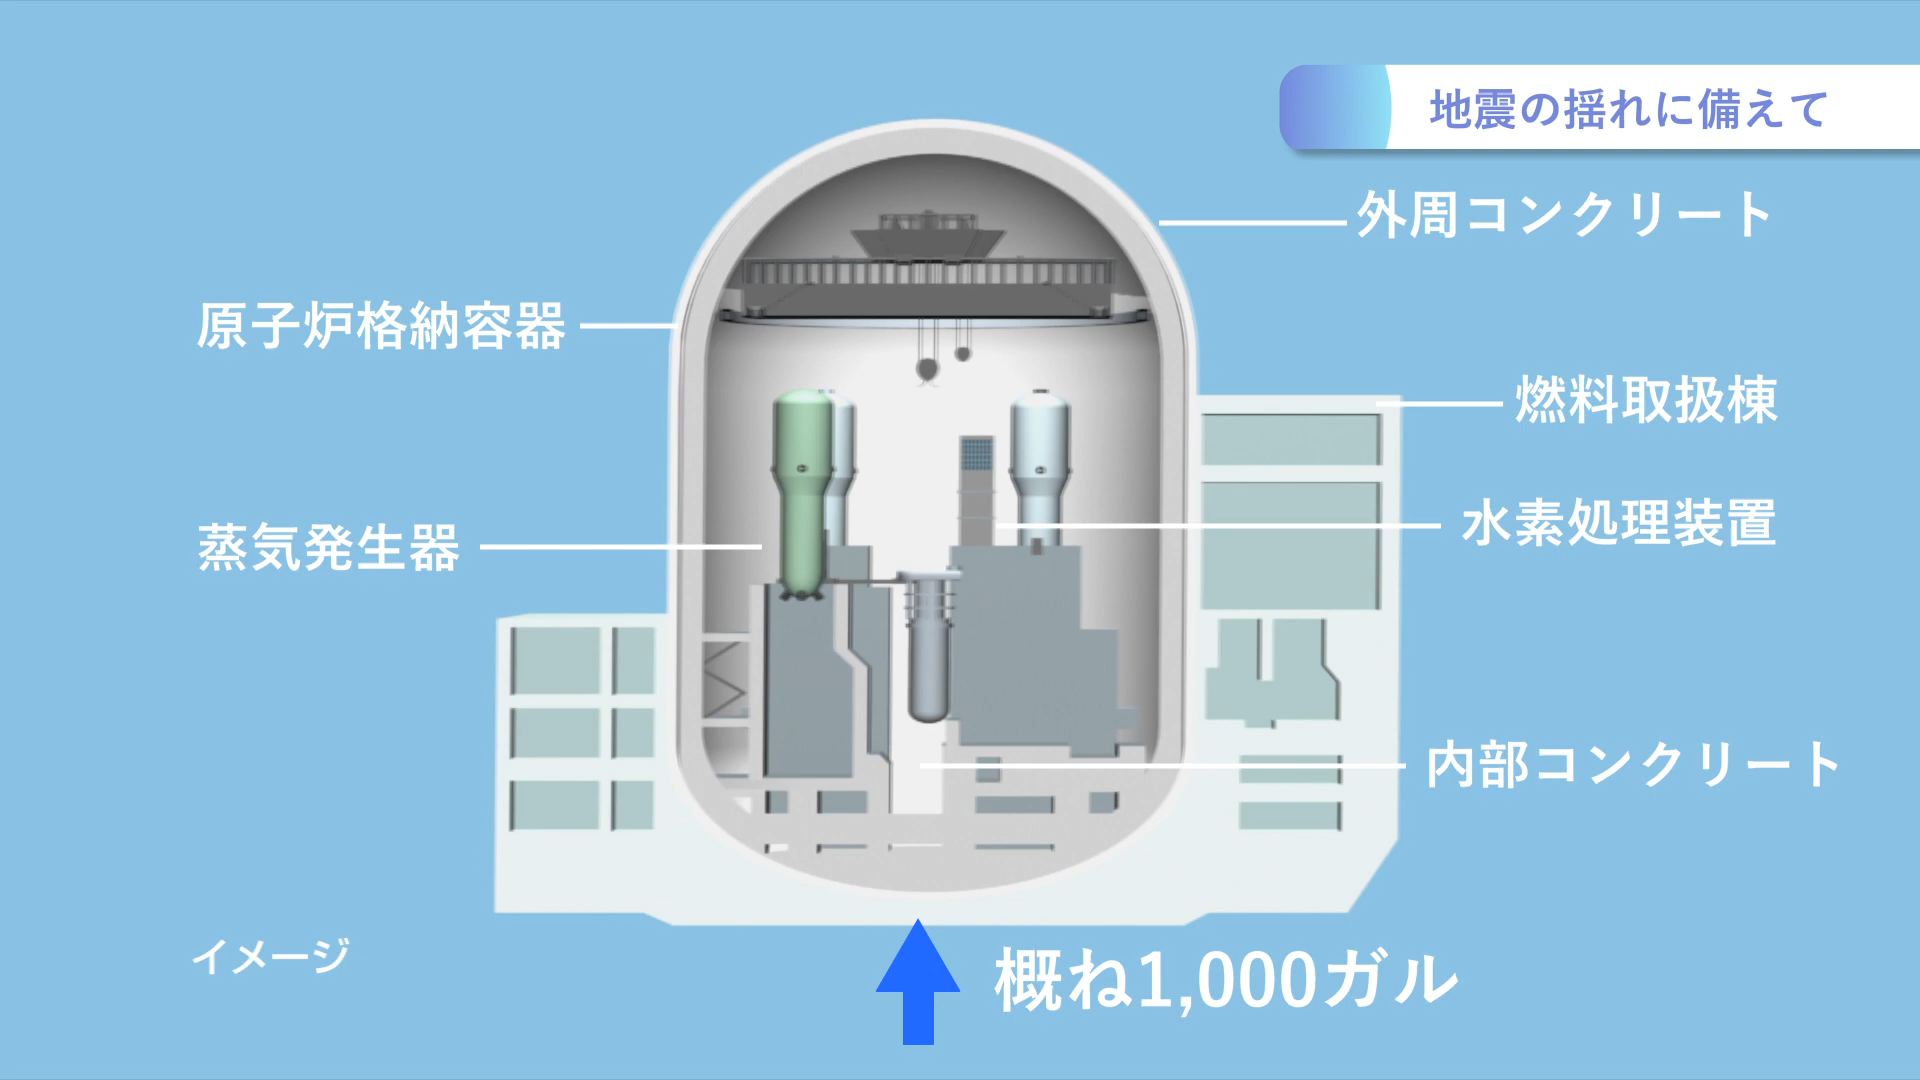 地震の揺れに備えて
外周コンクリート
原子炉格納容器
燃料取扱棟
水素処理装置
蒸気発生器
内部コンクリート
イメージ
概ね1,000ガル